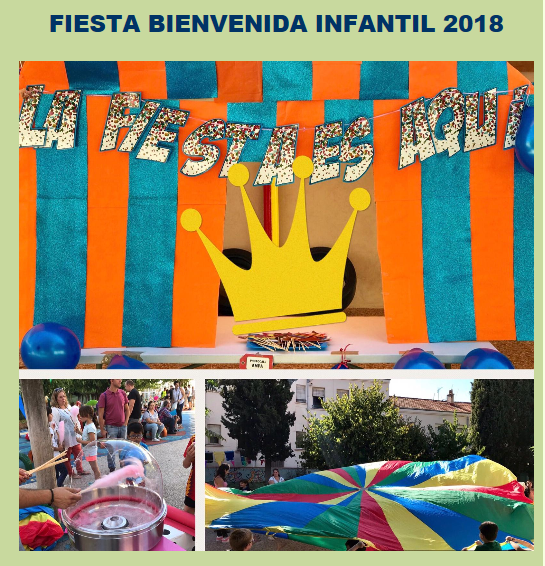 FIESTA BIENVENIDA INFANTIL 2018
LA FIESTA ES AQUÍ